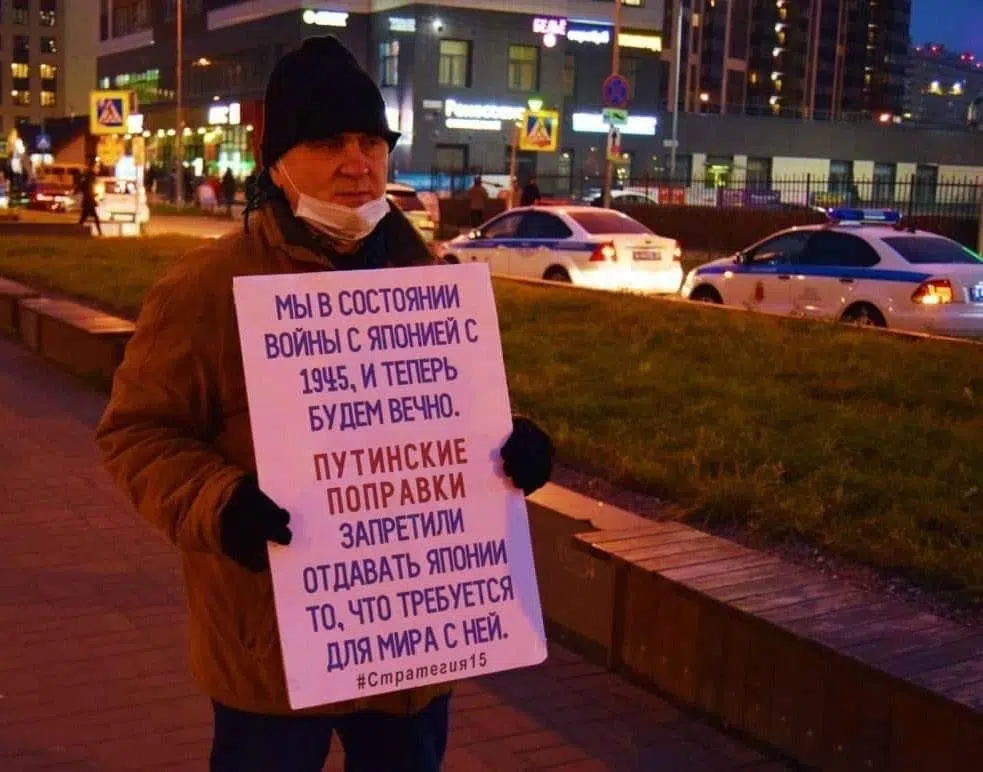 БЕЛЬЕ
МЫ В СОСТОЯНИИ
ВОЙНЫ С ЯПОНИЕЙ С
1945, И ТЕПЕРЬ
БУДЕМ ВЕЧНО.
ПУТИНСКИЕ
ПОПРАВКИ
ЗАПРЕТИЛИ
ОТДАВАТЬ ЯПОНИИ
ТО, ЧТО ТРЕБУЕТСЯ
ДЛЯ МИРА С НЕЙ.
#Стратегия15